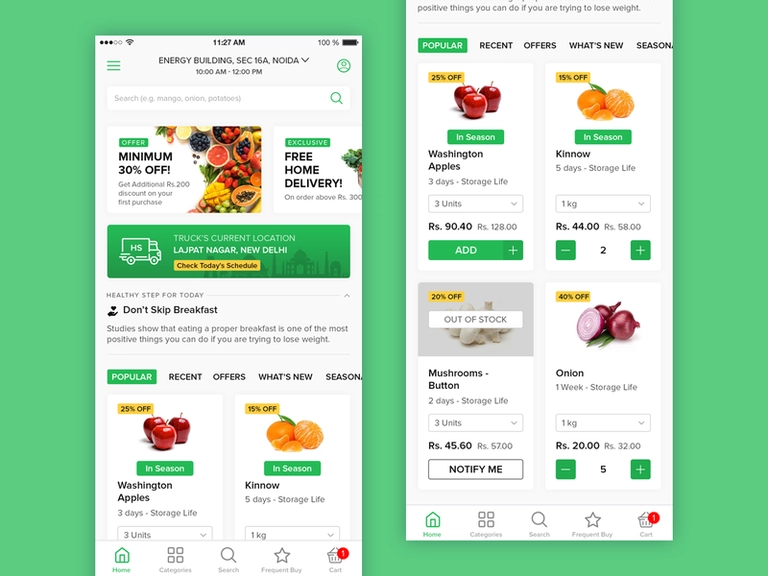 11:27 AM
100 %
ENERGY BUILDING, SEC 16A, NOIDA
10:00 AM - 12:00 PM
Search (e.g. mango, onion, potatoes)
OFFER
MINIMUM
30% OFF!
Get Additional Rs.200
discount on your
first purchase
EXCLUSIVE
FREE
HOME
DELIVERY!
On order above Rs. 300
HS
TRUCK'S CURRENT LOCATION
LAJPAT NAGAR, NEW DELHI
Check Today's Schedule
HEALTHY STEP FOR TODAY
Don't Skip Breakfast
Studies show that eating a proper breakfast is one of the most
positive things you can do if you are trying to lose weight.
POPULAR RECENT OFFERS WHAT'S NEW SEASONA
25% OFF
In Season
Washington
Apples
3 days - Storage Life
3 Units
15% OFF
In Season
Kinnow
5 days - Storage Life
1 kg
1
Home Categories Search Frequent Buy Cart
positive things you can do if you are trying to lose weight.
POPULAR RECENT OFFERS WHAT'S NEW SEASONA
25% OFF
In Season
Washington
Apples
3 days - Storage Life
3 Units
Rs. 90.40 Rs. 128.00
ADD +
15% OFF
In Season
Kinnow
5 days - Storage Life
1 kg
Rs. 44.00 Rs. 58.00
− 2 +
20% OFF
OUT OF STOCK
Mushrooms -
Button
2 days - Storage Life
3 Units
Rs. 45.60 Rs. 57.00
NOTIFY ME
40% OFF
Onion
1 Week - Storage Life
1 kg
Rs. 20.00 Rs. 32.00
− 5 +
1
Home Categories Search Frequent Buy Cart